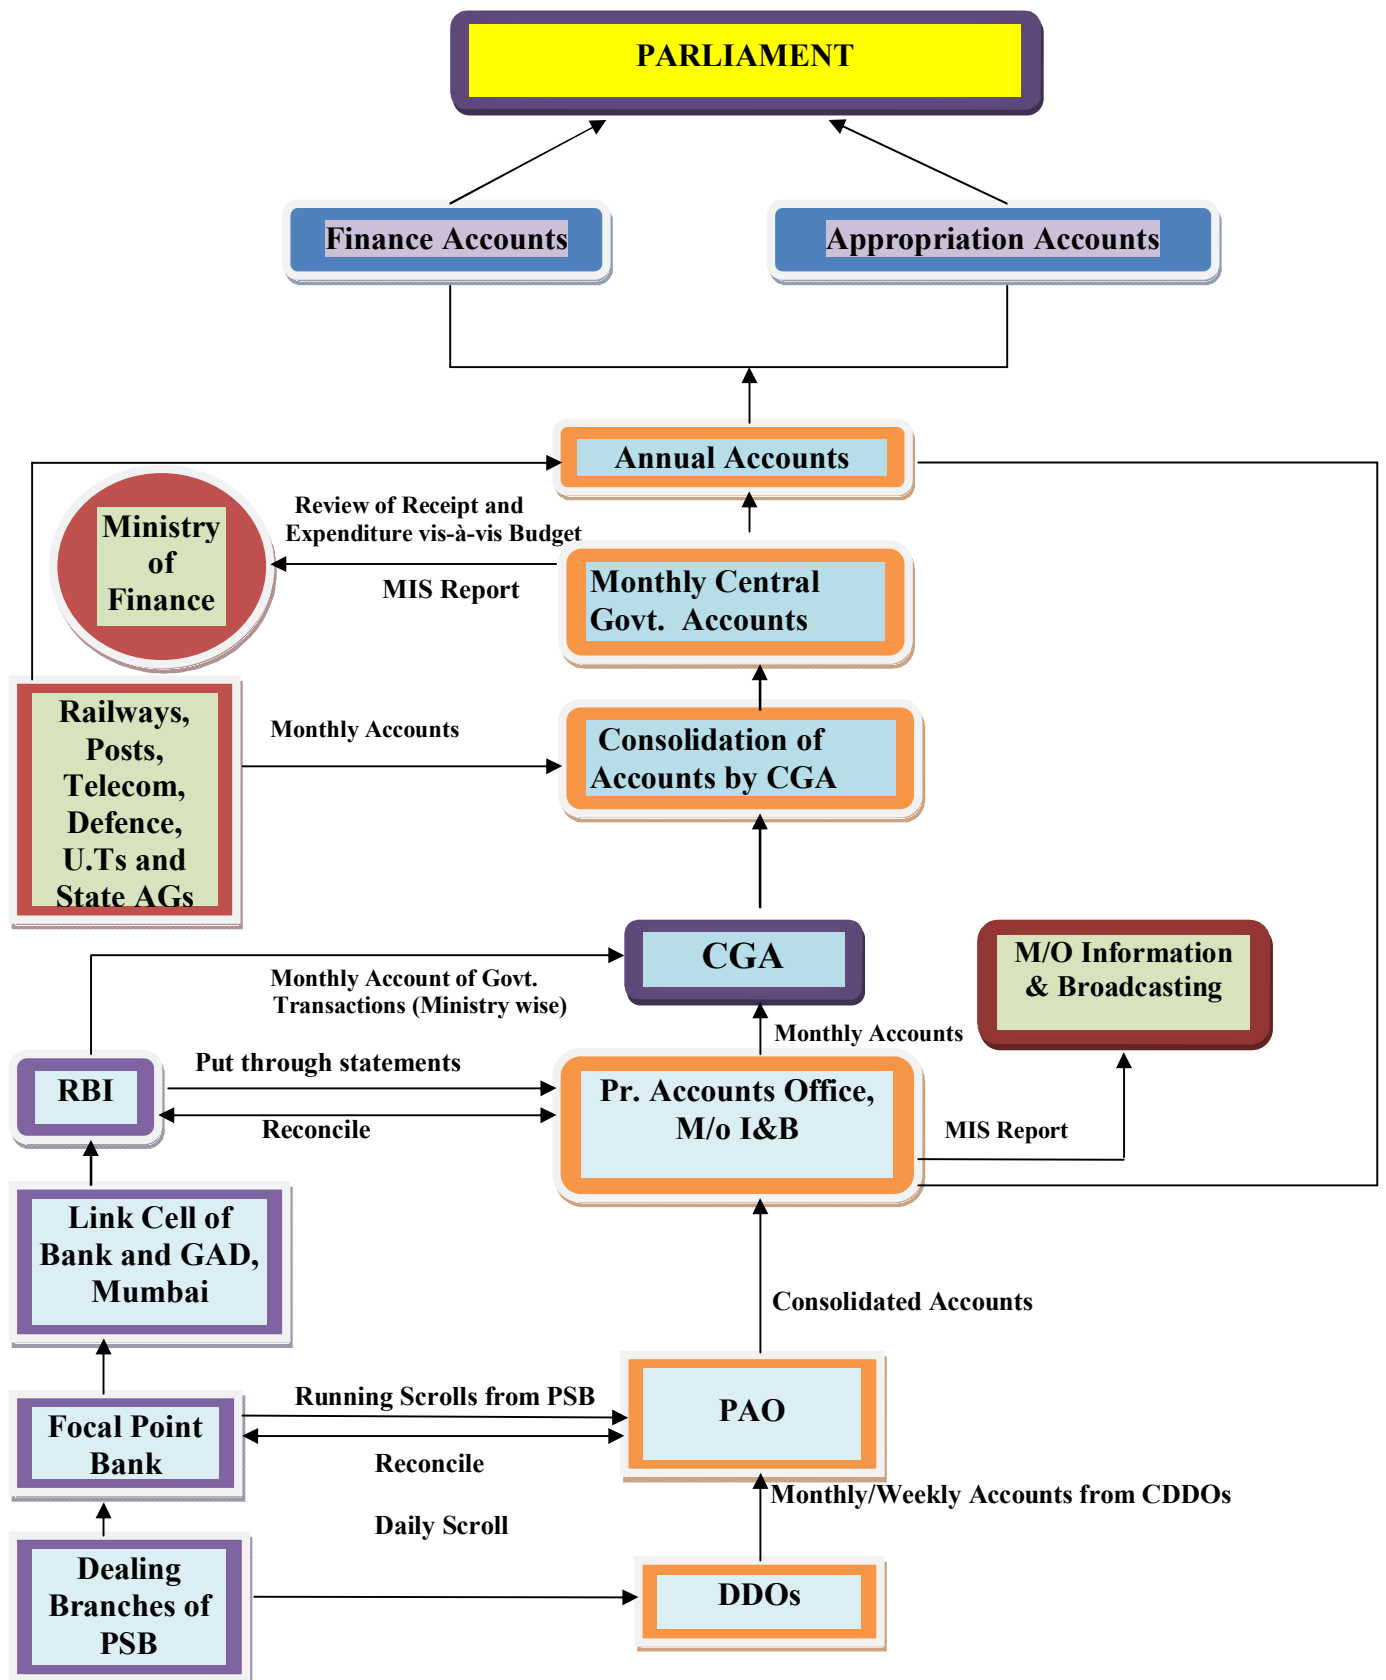 PARLIAMENT
Finance Accounts
Appropriation Accounts
Annual Accounts
Review of Receipt and
Expenditure vis-à-vis Budget
MIS Report
Ministry
of
Finance
Monthly Central
Govt. Accounts
Railways,
Posts,
Telecom,
Defence,
U.Ts and
State AGs
Monthly Accounts
Consolidation of
Accounts by CGA
CGA
M/O Information
& Broadcasting
Monthly Account of Govt.
Transactions (Ministry wise)
Monthly Accounts
RBI
Put through statements
Reconcile
Pr. Accounts Office,
M/o I&B
MIS Report
Link Cell of
Bank and GAD,
Mumbai
Consolidated Accounts
Focal Point
Bank
Running Scrolls from PSB
Reconcile
PAO
Monthly/Weekly Accounts from CDDOs
Daily Scroll
Dealing
Branches of
PSB
DDOs